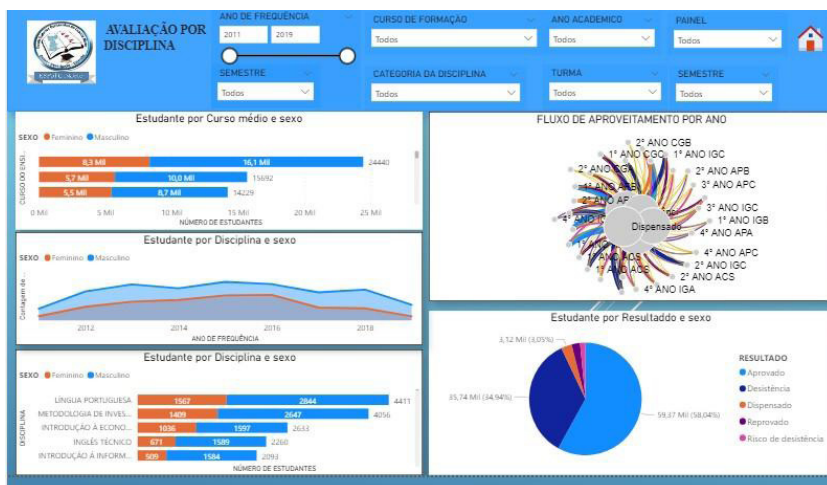 AVALIAÇÃO POR
DISCIPLINA
ANO DE FREQUÊNCIA
2011
2019
CURSO DE FORMAÇÃO
Todos
ANO ACADEMICO
Todos
PAINEL
Todos
SEMESTRE
Todos
CATEGORIA DA DISCIPLINA
Todos
TURMA
Todos
SEMESTRE
Todos
Estudante por Curso médio e sexo
SEXO Feminino Masculino
CURSO DO ENSI...
8,3 Mil 16,1 Mil 24440
5,7 Mil 10,0 Mil 15692
5,5 Mil 8,7 Mil 14229
0 Mil 5 Mil 10 Mil 15 Mil 20 Mil 25 Mil
NÚMERO DE ESTUDANTES
Estudante por Disciplina e sexo
SEXO Feminino Masculino
Contagem de ...
2012 2014 2016 2018
ANO DE FREQUÊNCIA
Estudante por Disciplina e sexo
SEXO Feminino Masculino
DISCIPLINA
LÍNGUA PORTUGUESA 1567 2844 4411
METODOLOGIA DE INVES... 1409 2647 4056
INTRODUÇÃO À ECONO... 1036 1597 2633
INGLÊS TÉCNICO 671 1589 2260
INTRODUÇÃO À INFORM... 509 1584 2093
NÚMERO DE ESTUDANTES
FLUXO DE APROVEITAMENTO POR ANO
2° ANO CGB
1° ANO CGC
1° ANO IGC
2° ANO APB
3° ANO APC
3° ANO IGC
1° ANO IGB
4° ANO APA
Dispensado
4° ANO APC
2° ANO IGC
2° ANO ACS
4° ANO IGA
1° ANO ACS
Estudante por Resultaddo e sexo
3,12 Mil (3,05%)
35,74 Mil (34,94%)
59,37 Mil (58,04%)
RESULTADO
Aprovado
Desistência
Dispensado
Reprovado
Risco de desistência